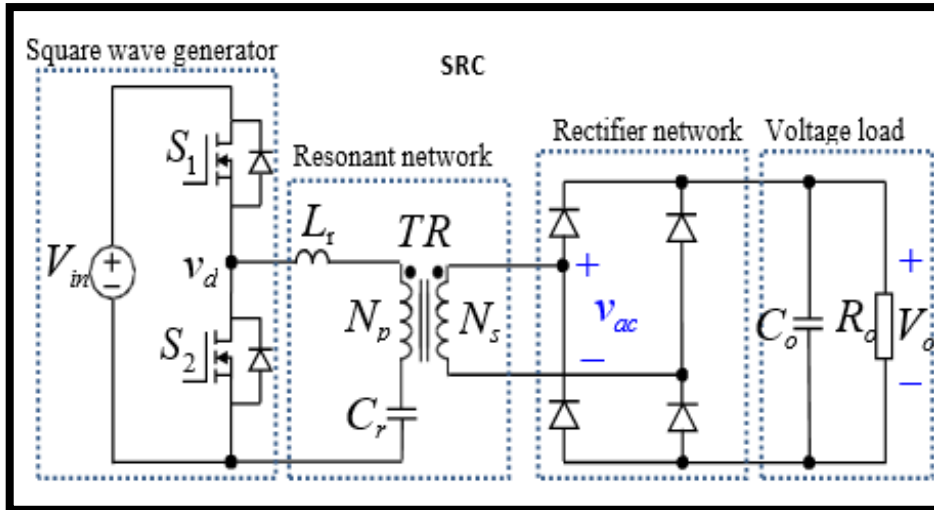 Square wave generator
SRC
Rectifier network
Voltage load
Resonant network
S1
Lr
TR
Vin
+
−
vd
Np
Ns
+
vac
−
Co
Ro
+
Vo
−
S2
Cr